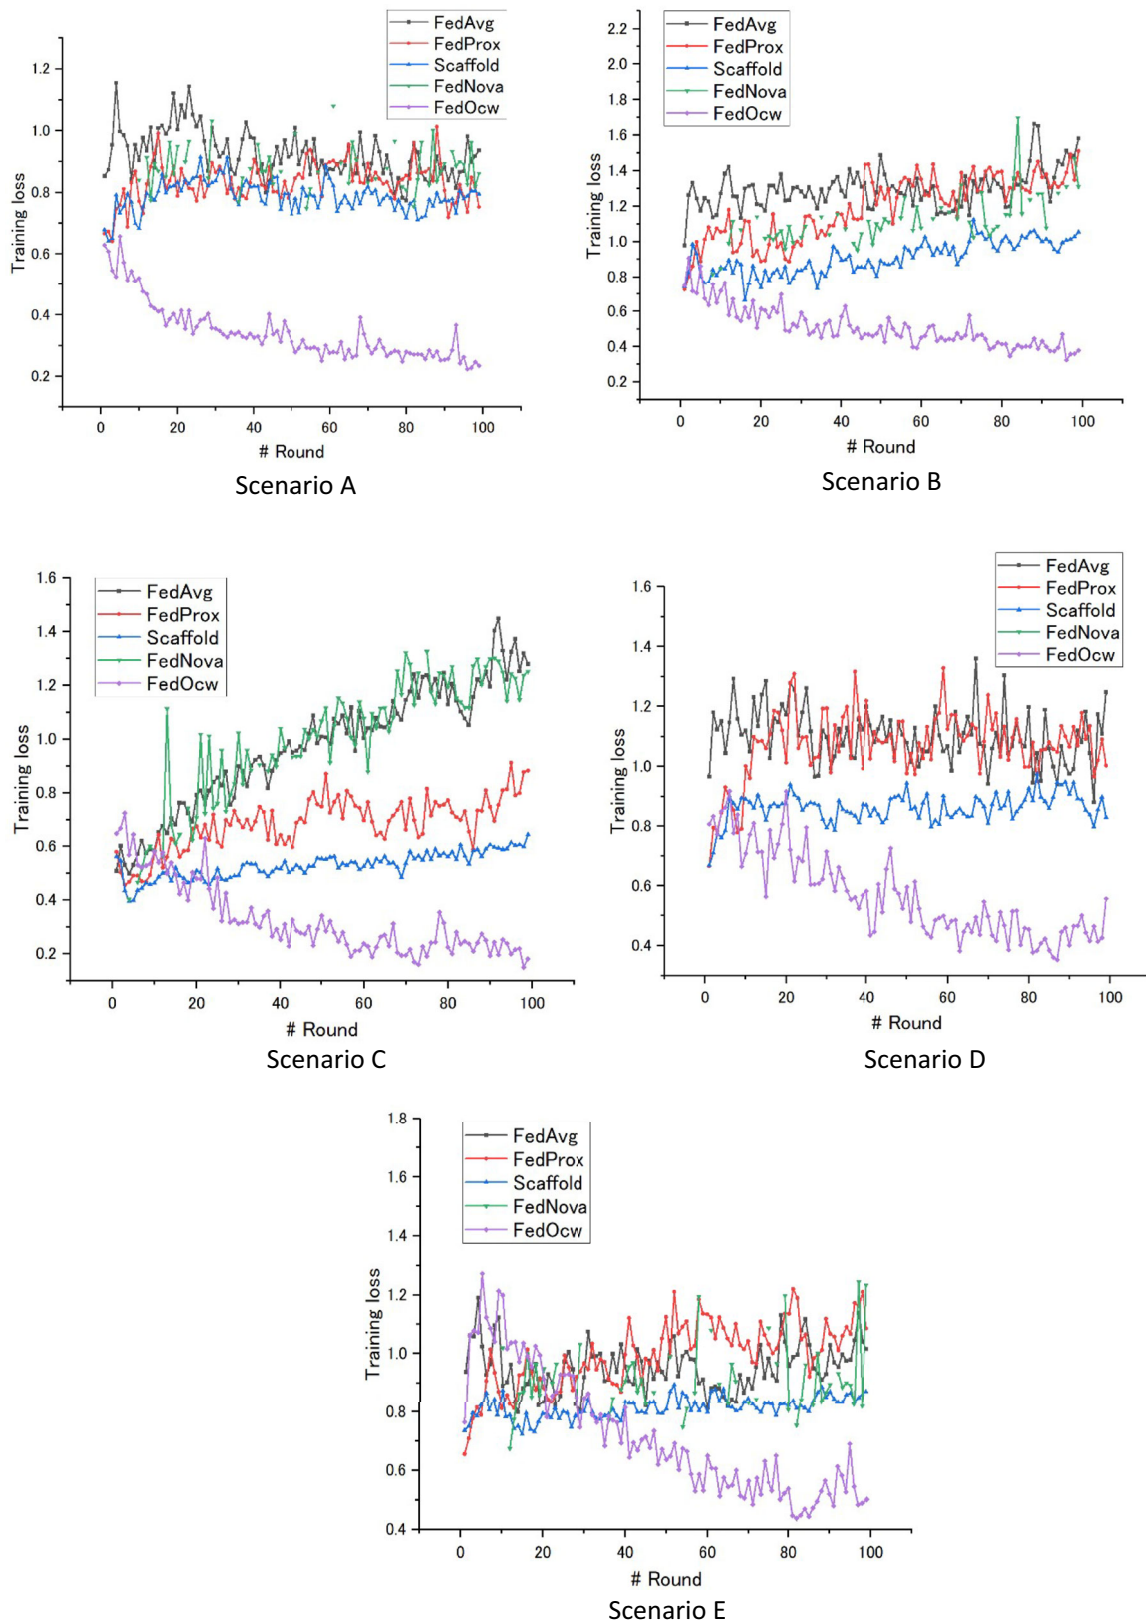 FedAvg
FedProx
Scaffold
FedNova
FedOcw
1.2
1.0
0.8
0.6
0.4
0.2
Training loss
0
20
40
60
80
100
# Round
Scenario A
FedAvg
FedProx
Scaffold
FedNova
FedOcw
2.2
2.0
1.8
1.6
1.4
1.2
1.0
0.8
0.6
0.4
0.2
Training loss
0
20
40
60
80
100
# Round
Scenario B
FedAvg
FedProx
Scaffold
FedNova
FedOcw
1.6
1.4
1.2
1.0
0.8
0.6
0.4
0.2
Training loss
0
20
40
60
80
100
# Round
Scenario C
FedAvg
FedProx
Scaffold
FedNova
FedOcw
1.6
1.4
1.2
1.0
0.8
0.6
0.4
Training loss
0
20
40
60
80
100
# Round
Scenario D
FedAvg
FedProx
Scaffold
FedNova
FedOcw
1.8
1.6
1.4
1.2
1.0
0.8
0.6
0.4
Training loss
0
20
40
60
80
100
# Round
Scenario E